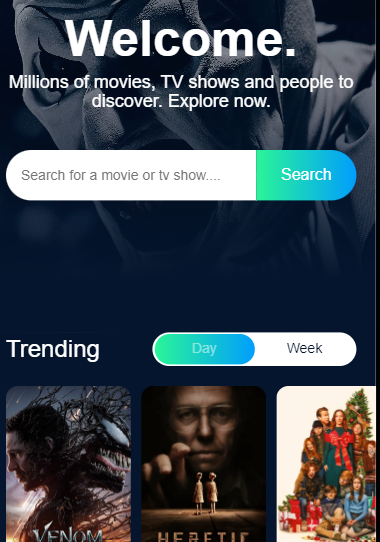 Welcome.
Millions of movies, TV shows and people to
discover. Explore now.
Search for a movie or tv show....
Search
Trending
Day
Week
VENOM
HERETIC